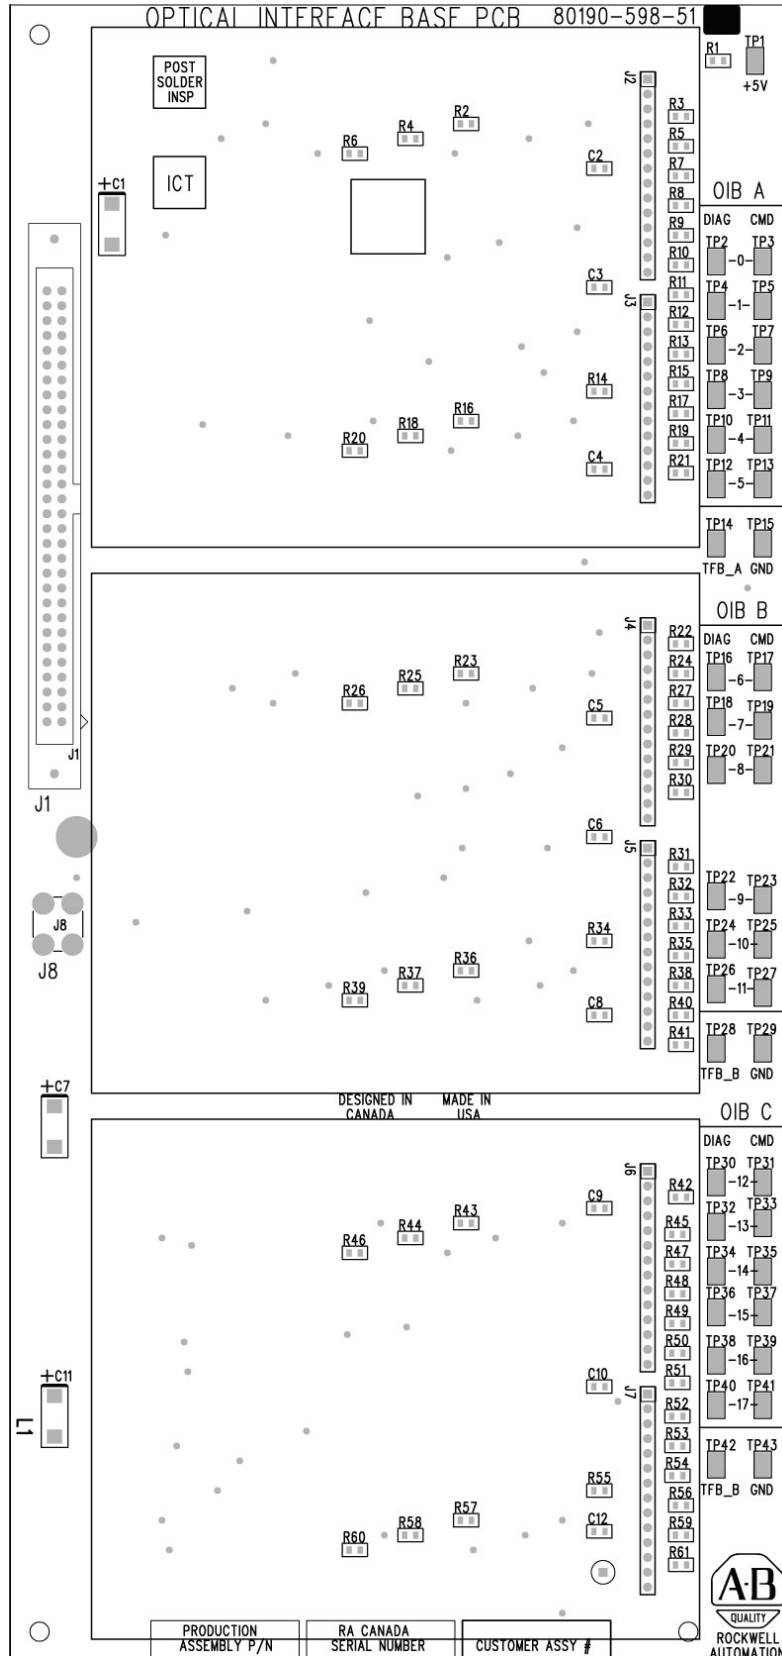 OPTICAL INTERFACE BASE PCB 80190-598-51
R1 TP1
+5V
POST
SOLDER
INSP
ICT
+C1
R6 R4 R2
C2
J2
R3
R5
R7
R8
R9
R10
C3
J3
R11
R12
R13
R15
R17
R19
R21
R14
R20 R18 R16
C4
OIB A
DIAG CMD
TP2 -0- TP3
TP4 -1- TP5
TP6 -2- TP7
TP8 -3- TP9
TP10 -4- TP11
TP12 -5- TP13
TP14 TP15
TFB_A GND
J1
J1
J8
J8
J4
R22
R24
R27
R28
R29
R30
R26 R25 R23
C5
C6
J5
R31
R32
R33
R35
R38
R40
R41
R34
R39 R37 R36
C8
OIB B
DIAG CMD
TP16 -6- TP17
TP18 -7- TP19
TP20 -8- TP21
TP22 -9- TP23
TP24 -10- TP25
TP26 -11- TP27
TP28 TP29
TFB_B GND
+C7
DESIGNED IN
CANADA
MADE IN
USA
J6
R42
R45
R47
R48
R49
R50
R51
C9
R46 R44 R43
C10
J7
R52
R53
R54
R56
R59
R61
R55
C12
R60 R58 R57
OIB C
DIAG CMD
TP30 -12- TP31
TP32 -13- TP33
TP34 -14- TP35
TP36 -15- TP37
TP38 -16- TP39
TP40 -17- TP41
TP42 TP43
TFB_B GND
+C11
L1
A-B
QUALITY
ROCKWELL
AUTOMATION
PRODUCTION
ASSEMBLY P/N
RA CANADA
SERIAL NUMBER
CUSTOMER ASSY #